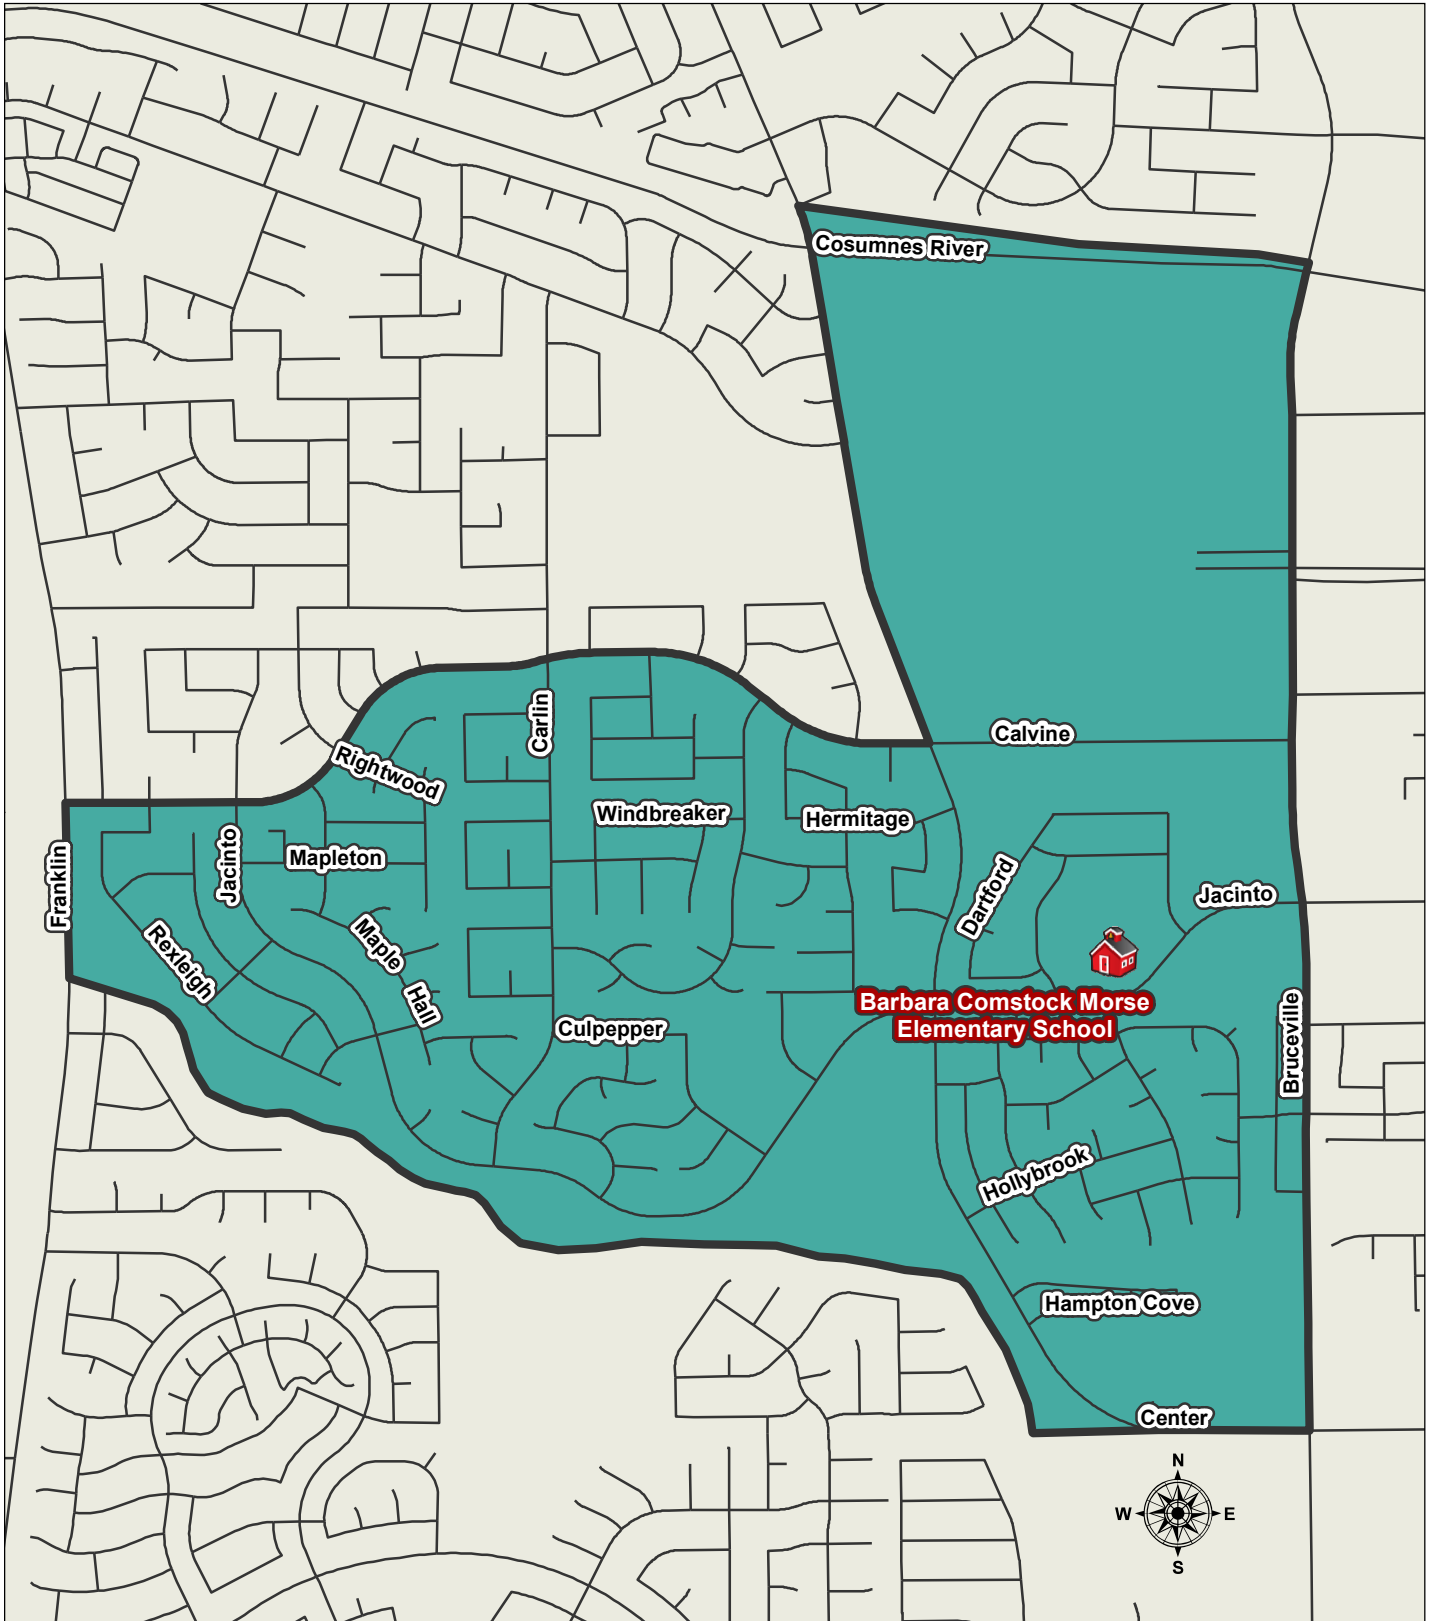 Cosumnes River
Carlin
Calvine
Rightwood
Windbreaker
Hermitage
Franklin
Jacinto
Mapleton
Dartford
Jacinto
Rexleigh
Maple
Hall
Barbara Comstock Morse
Elementary School
Culpepper
Bruceville
Hollybrook
Hampton Cove
Center
N
W
E
S